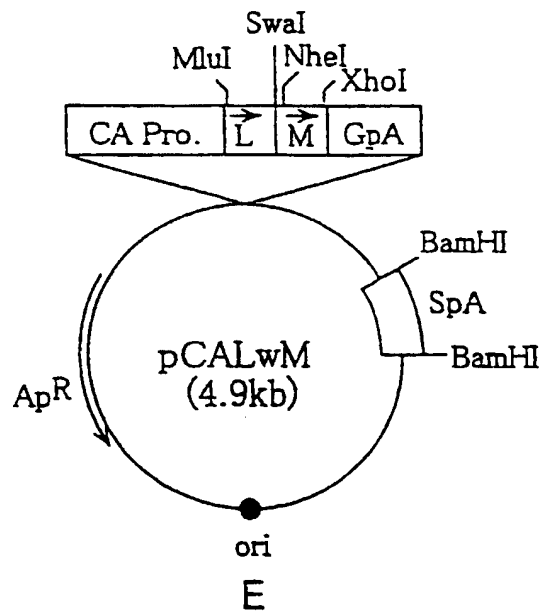 SwaI
MluI
NheI
XhoI
CA Pro.
L
M
GpA
BamHI
SpA
BamHI
pCALwM
(4.9kb)
ApR
ori
E